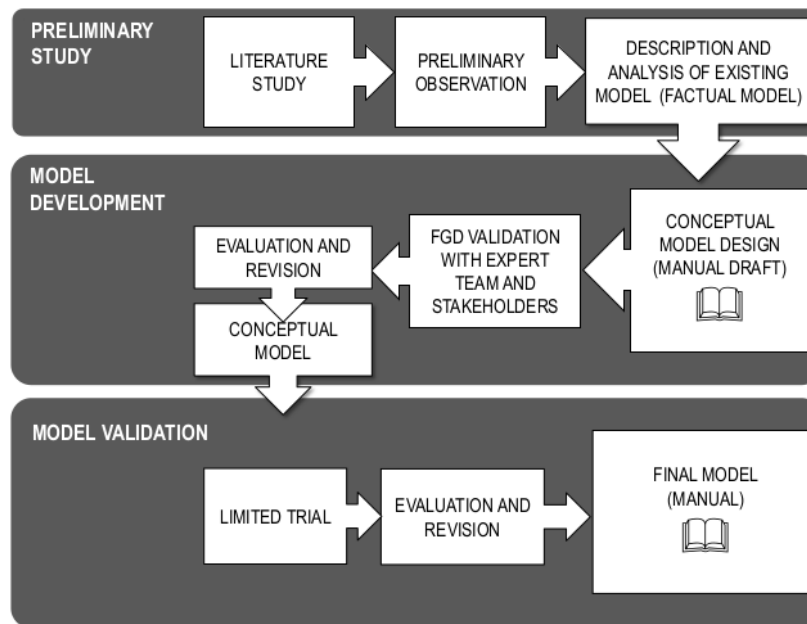 PRELIMINARY
STUDY
LITERATURE
STUDY
PRELIMINARY
OBSERVATION
DESCRIPTION AND
ANALYSIS OF EXISTING
MODEL (FACTUAL MODEL)
MODEL
DEVELOPMENT
CONCEPTUAL
MODEL DESIGN
(MANUAL DRAFT)
FGD VALIDATION
WITH EXPERT
TEAM AND
STAKEHOLDERS
EVALUATION AND
REVISION
CONCEPTUAL
MODEL
MODEL VALIDATION
LIMITED TRIAL
EVALUATION AND
REVISION
FINAL MODEL
(MANUAL)